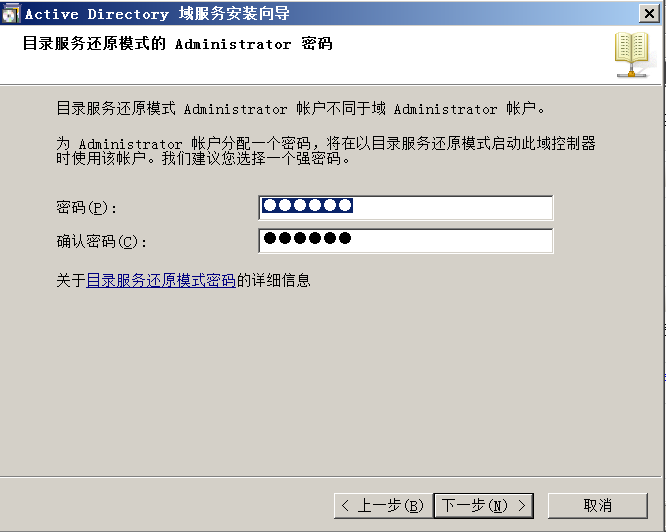 Active Directory 域服务安装向导
目录服务还原模式的 Administrator 密码
目录服务还原模式 Administrator 帐户不同于域 Administrator 帐户。
为 Administrator 帐户分配一个密码，将在以目录服务还原模式启动此域控制器
时使用该帐户。我们建议您选择一个强密码。
密码(P):
确认密码(C):
关于目录服务还原模式密码的详细信息
< 上一步(B) 下一步(N) > 取消